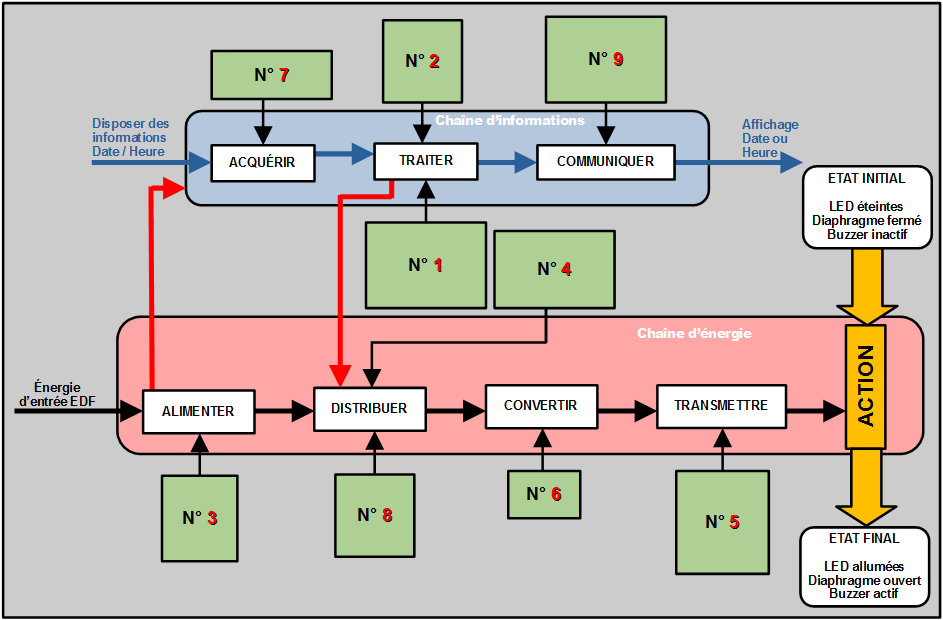 N° 7
N° 2
N° 9
Disposer des
informations
Date / Heure
Chaîne d'informations
Affichage
Date ou
Heure
ACQUÉRIR
TRAITER
COMMUNIQUER
ETAT INITIAL
LED éteintes
Diaphragme fermé
Buzzer inactif
N° 1
N° 4
Chaîne d'énergie
Énergie
d'entrée EDF
ALIMENTER
DISTRIBUER
CONVERTIR
TRANSMETTRE
ACTION
N° 3
N° 8
N° 6
N° 5
ETAT FINAL
LED allumées
Diaphragme ouvert
Buzzer actif